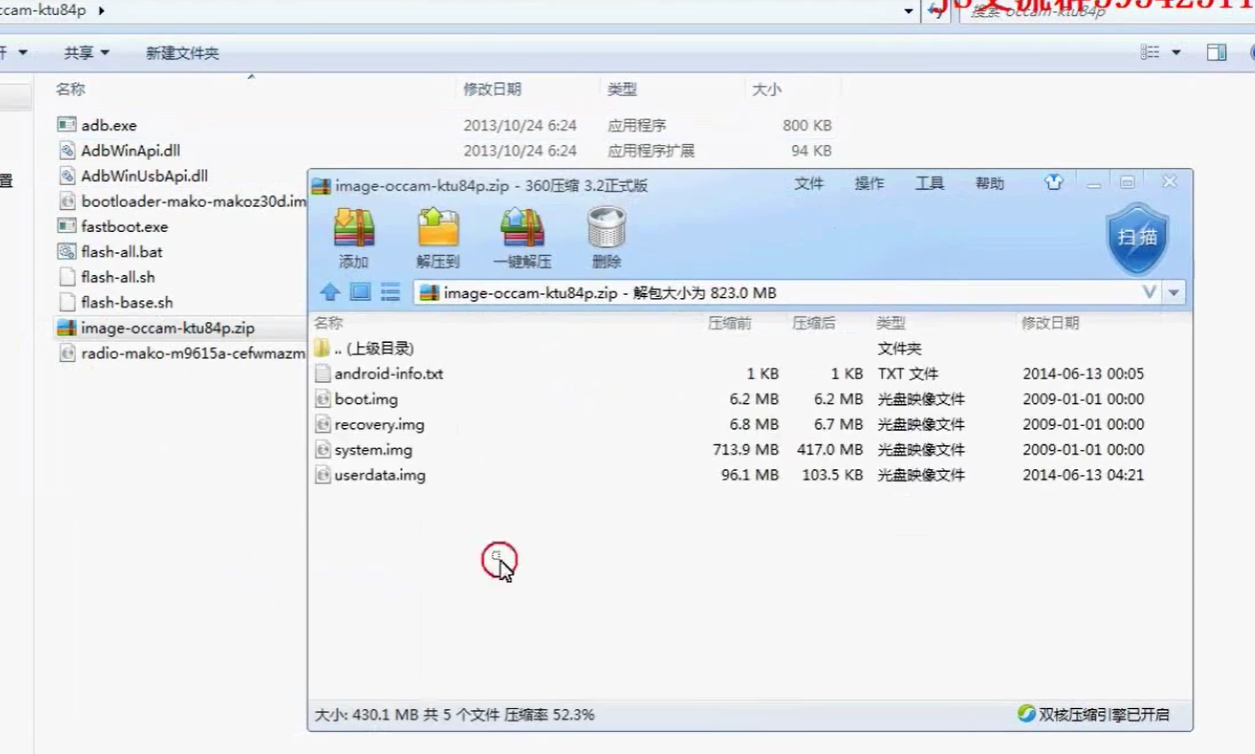 ccam-ktu84p
搜索 occam-ktu84p
共享 新建文件夹
名称 修改日期 类型 大小
adb.exe 2013/10/24 6:24 应用程序 800 KB
AdbWinApi.dll 2013/10/24 6:24 应用程序扩展 94 KB
AdbWinUsbApi.dll
bootloader-mako-makoz30d.im
fastboot.exe
flash-all.bat
flash-all.sh
flash-base.sh
image-occam-ktu84p.zip
radio-mako-m9615a-cefwmazm
置
image-occam-ktu84p.zip - 360压缩 3.2正式版 文件 操作 工具 帮助
添加 解压到 一键解压 删除 扫描
image-occam-ktu84p.zip - 解包大小为 823.0 MB
名称 压缩前 压缩后 类型 修改日期
.. (上级目录) 文件夹
android-info.txt 1 KB 1 KB TXT 文件 2014-06-13 00:05
boot.img 6.2 MB 6.2 MB 光盘映像文件 2009-01-01 00:00
recovery.img 6.8 MB 6.7 MB 光盘映像文件 2009-01-01 00:00
system.img 713.9 MB 417.0 MB 光盘映像文件 2009-01-01 00:00
userdata.img 96.1 MB 103.5 KB 光盘映像文件 2014-06-13 04:21
大小: 430.1 MB 共 5 个文件 压缩率 52.3% 双核压缩引擎已开启